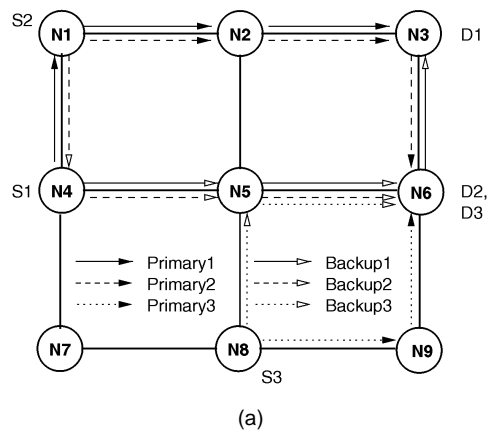 S2 N1 N2 N3 D1
S1 N4 N5 N6 D2,
D3
Primary1 Backup1
Primary2 Backup2
Primary3 Backup3
N7 N8 N9
S3
(a)